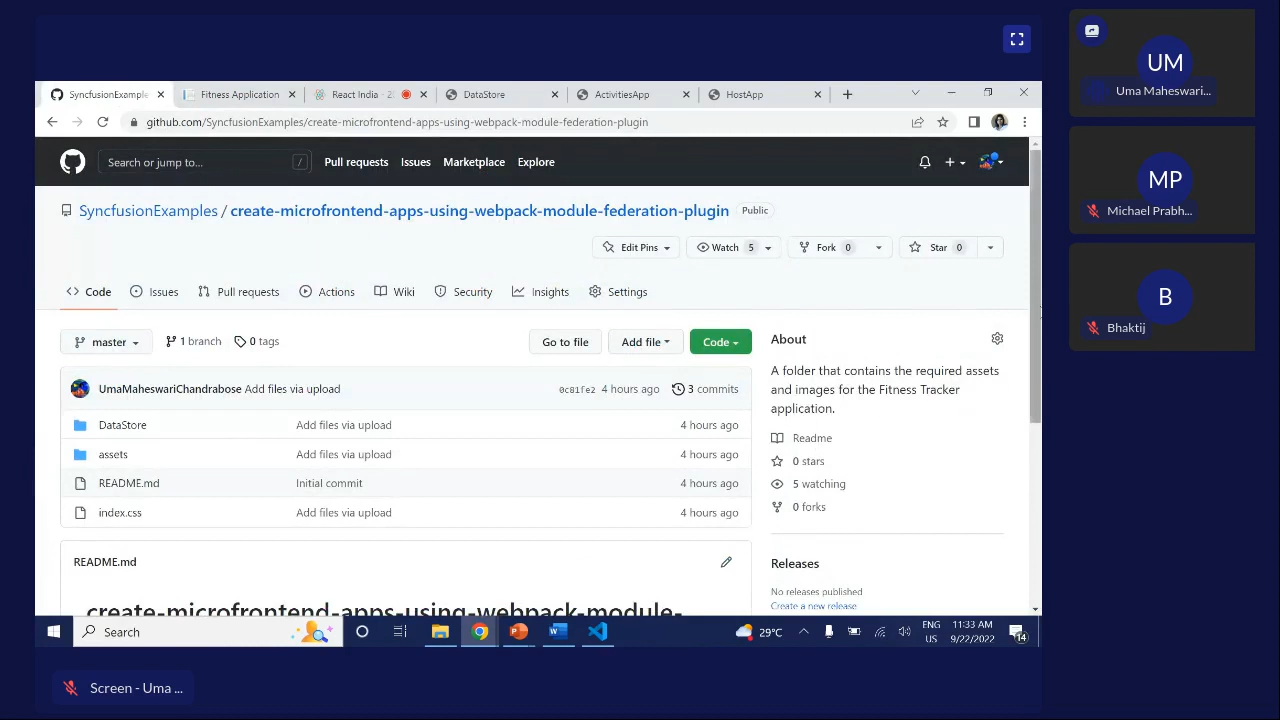 SyncfusionExample
Fitness Application
React India - 20
DataStore
ActivitiesApp
HostApp
github.com/SyncfusionExamples/create-microfrontend-apps-using-webpack-module-federation-plugin
Search or jump to...
/
Pull requests
Issues
Marketplace
Explore
SyncfusionExamples / create-microfrontend-apps-using-webpack-module-federation-plugin
Public
Edit Pins
Watch 5
Fork 0
Star 0
Code
Issues
Pull requests
Actions
Wiki
Security
Insights
Settings
master
1 branch
0 tags
Go to file
Add file
Code
UmaMaheswariChandrabose Add files via upload
0c81fe2 4 hours ago
3 commits
DataStore Add files via upload 4 hours ago
assets Add files via upload 4 hours ago
README.md Initial commit 4 hours ago
index.css Add files via upload 4 hours ago
README.md
create-microfrontend-apps-using-webpack-module-
About
A folder that contains the required assets
and images for the Fitness Tracker
application.
Readme
0 stars
5 watching
0 forks
Releases
No releases published
Create a new release
Search
29°C
ENG
US
11:33 AM
9/22/2022
14
Screen - Uma ...
UM
Uma Maheswari...
MP
Michael Prabh...
B
Bhaktij